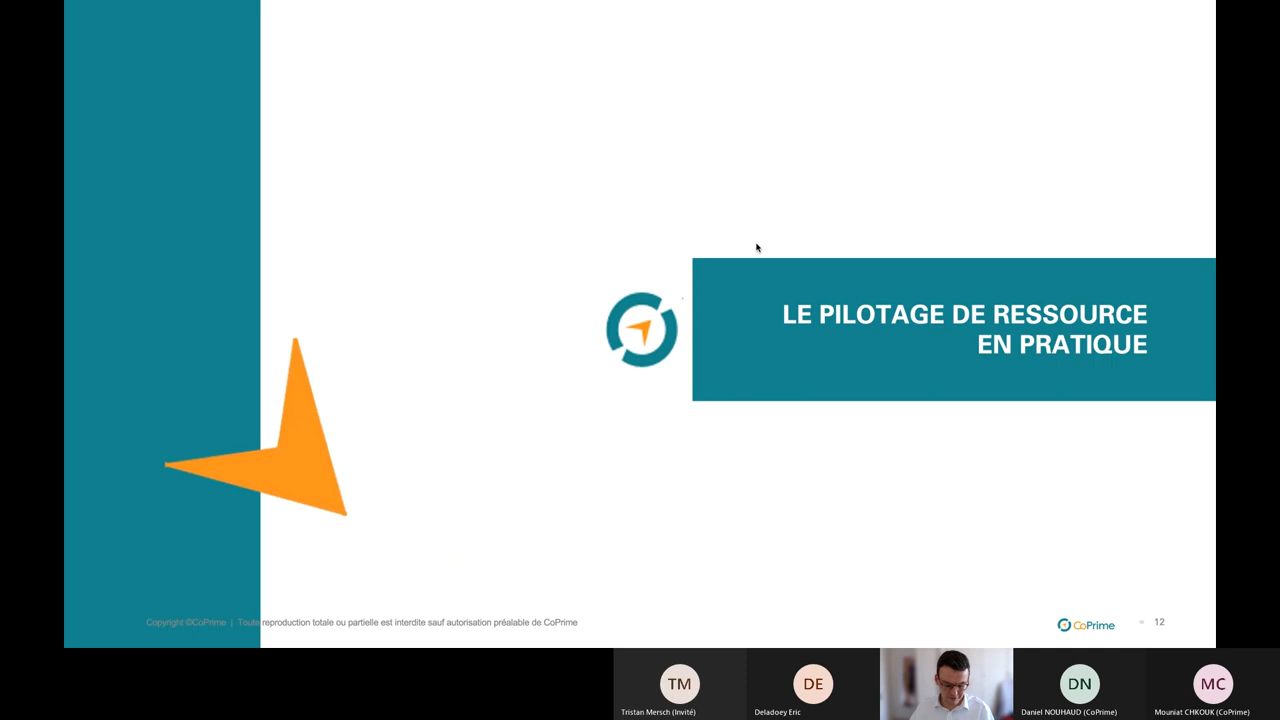 LE PILOTAGE DE RESSOURCE
EN PRATIQUE
Copyright ©CoPrime | Toute reproduction totale ou partielle est interdite sauf autorisation préalable de CoPrime
CoPrime
12
TM
DE
DN
MC
Tristan Mersch (Invité)
Deladoey Eric
Daniel NOUHAUD (CoPrime)
Mouniat CHKOUK (CoPrime)